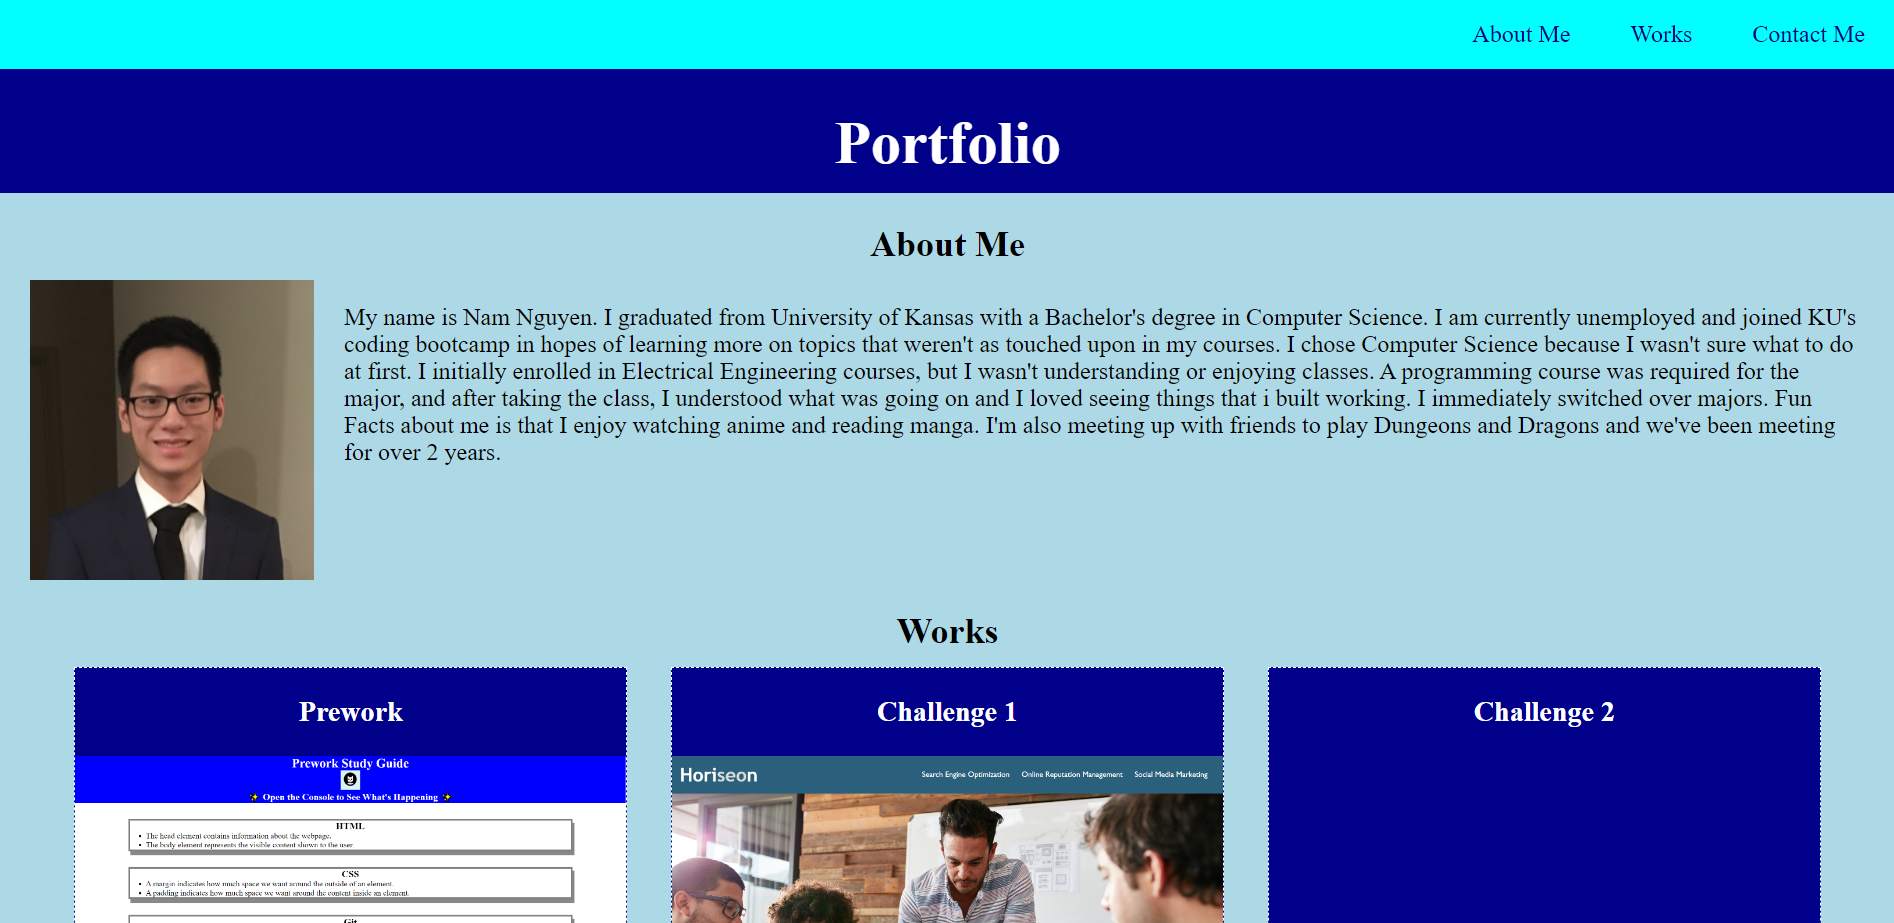 About Me Works Contact Me
Portfolio
About Me
My name is Nam Nguyen. I graduated from University of Kansas with a Bachelor's degree in Computer Science. I am currently unemployed and joined KU's
coding bootcamp in hopes of learning more on topics that weren't as touched upon in my courses. I chose Computer Science because I wasn't sure what to do
at first. I initially enrolled in Electrical Engineering courses, but I wasn't understanding or enjoying classes. A programming course was required for the
major, and after taking the class, I understood what was going on and I loved seeing things that i built working. I immediately switched over majors. Fun
Facts about me is that I enjoy watching anime and reading manga. I'm also meeting up with friends to play Dungeons and Dragons and we've been meeting
for over 2 years.
Works
Prework
Prework Study Guide
✨ Open the Console to See What's Happening ✨
HTML
• The head element contains information about the webpage.
• The body element represents the visible content shown to the user.
CSS
• A margin indicates how much space we want around the outside of an element.
• A padding indicates how much space we want around the content inside an element.
Git
Challenge 1
Horiseon
Search Engine Optimization Online Reputation Management Social Media Marketing
Challenge 2